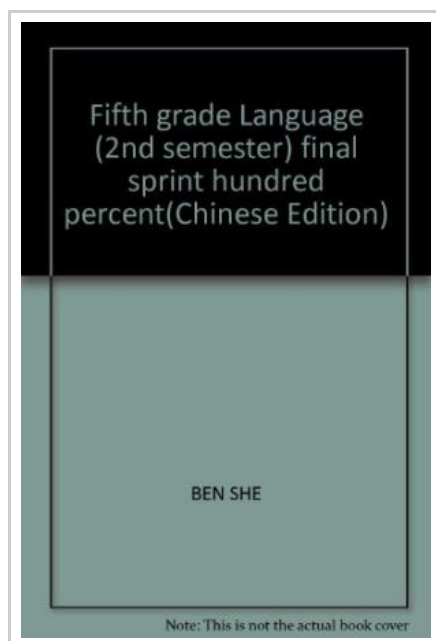 Fifth grade Language
(2nd semester) final
sprint hundred
percent(Chinese Edition)
BEN SHE
Note: This is not the actual book cover